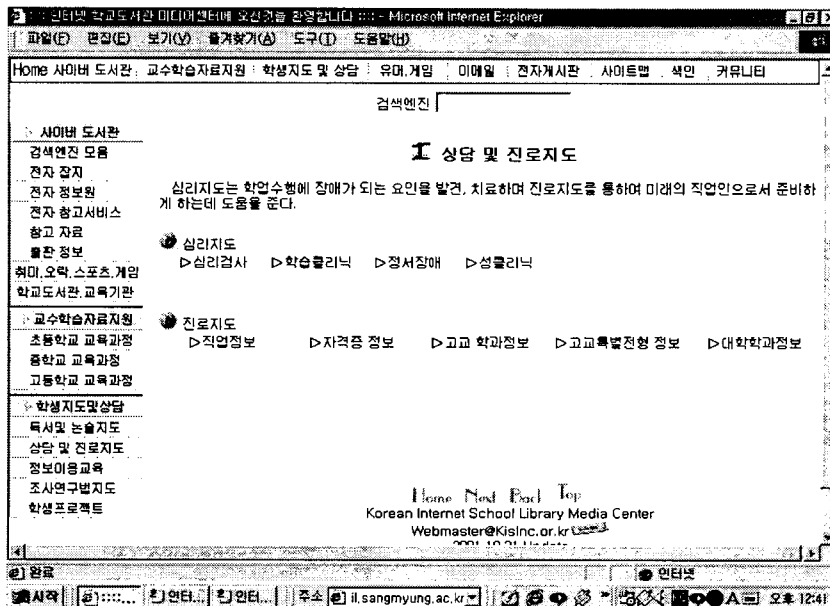 :::: 인터넷 학교도서관 미디어센터에 오신것을 환영합니다 :::: - Microsoft Internet Explorer
파일(F) 편집(E) 보기(V) 즐겨찾기(A) 도구(T) 도움말(H)
Home 사이버 도서관 교수학습자료지원 학생지도 및 상담 유머,게임 이메일 전자게시판 사이트맵 색인 커뮤니티
검색엔진
사이버 도서관
검색엔진 모음
전자 잡지
전자 정보원
전자 참고서비스
참고 자료
출판 정보
취미,오락,스포츠,게임
학교도서관,교육기관
교수학습자료지원
초등학교 교육과정
중학교 교육과정
고등학교 교육과정
학생지도및상담
독서및 논술지도
상담 및 진로지도
정보이용교육
조사연구법지도
학생프로젝트
I 상담 및 진로지도
심리지도는 학업수행에 장애가 되는 요인을 발견, 치료하며 진로지도를 통하여 미래의 직업인으로서 준비하
게 하는데 도움을 준다.
심리지도
▷심리검사 ▷학습클리닉 ▷정서장애 ▷성클리닉
진로지도
▷직업정보 ▷자격증 정보 ▷고교 학과정보 ▷고교특별전형 정보 ▷대학학과정보
Home Next Back Top
Korean Internet School Library Media Center
Webmaster@KisInc.or.kr
완료 인터넷
시작 ::::... 인터... 인터... 주소 il.sangmyung.ac.kr A 오후 12:41